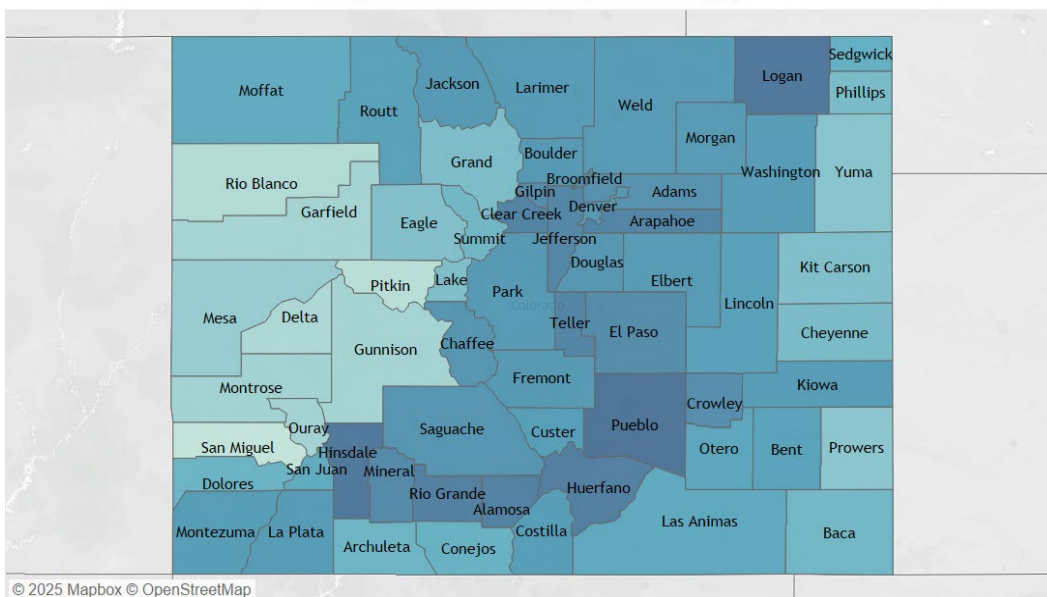 Sedgwick
Logan
Jackson
Larimer
Moffat
Phillips
Weld
Routt
Morgan
Boulder
Grand
Washington
Yuma
Broomfield
Rio Blanco
Gilpin
Adams
Denver
Garfield
Clear Creek
Eagle
Arapahoe
Summit
Jefferson
Douglas
Kit Carson
Lake
Elbert
Pitkin
Park
Lincoln
Colorado
Mesa
Delta
Teller
El Paso
Cheyenne
Chaffee
Gunnison
Fremont
Kiowa
Montrose
Crowley
Pueblo
Ouray
Saguache
Custer
San Miguel
Otero
Bent
Prowers
Hinsdale
San Juan
Mineral
Dolores
Huerfano
Rio Grande
Alamosa
Las Animas
Montezuma
La Plata
Costilla
Baca
Archuleta
Conejos
© 2025 Mapbox © OpenStreetMap